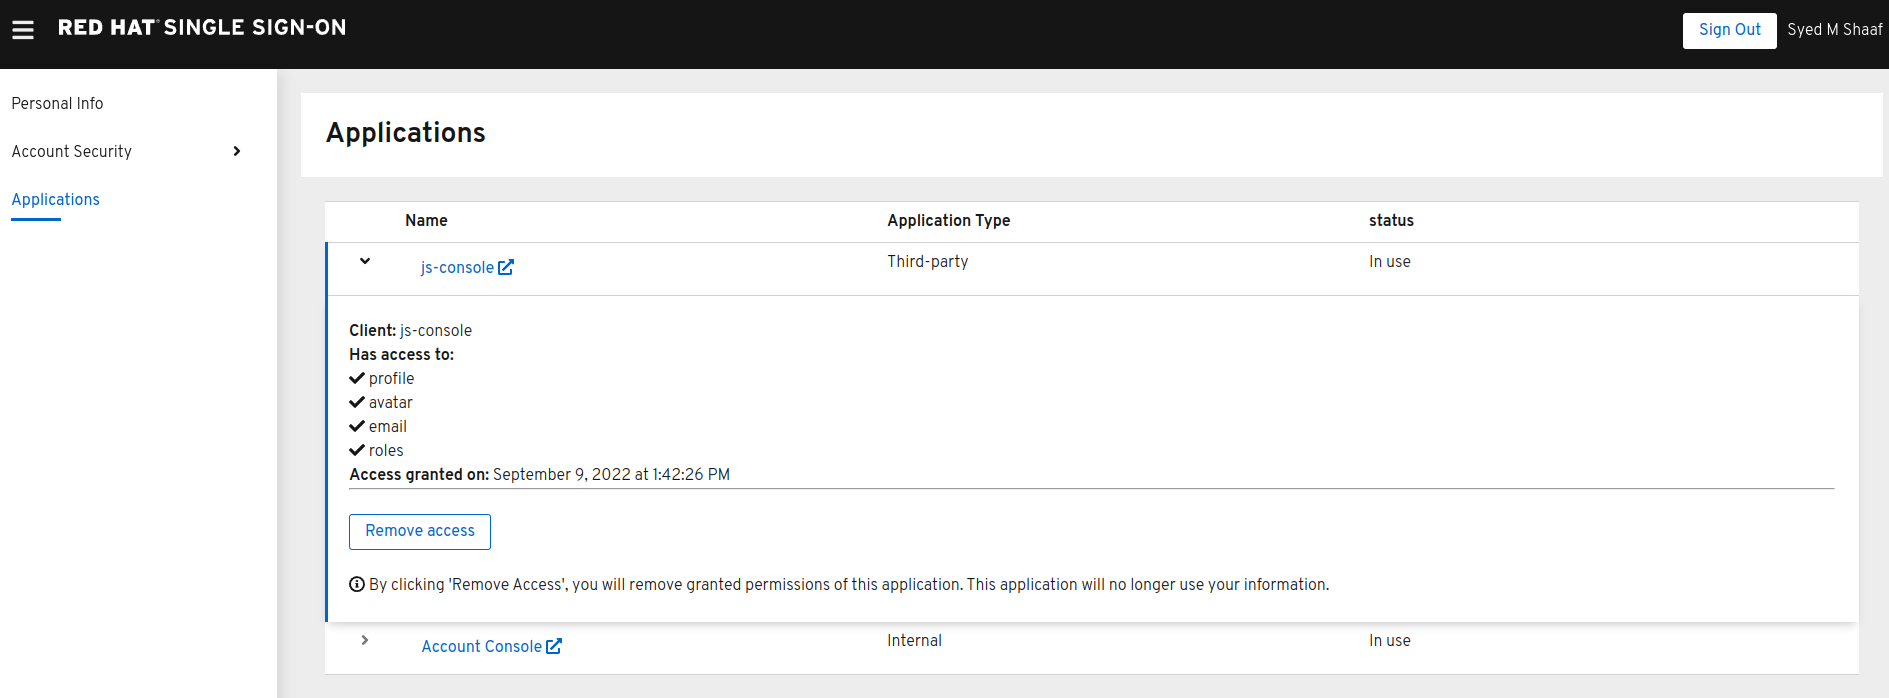 RED HAT® SINGLE SIGN-ON
Sign Out
Syed M Shaaf
Personal Info
Account Security
Applications
Applications
Name Application Type status
js-console Third-party In use
Client: js-console
Has access to:
profile
avatar
email
roles
Access granted on: September 9, 2022 at 1:42:26 PM
Remove access
By clicking 'Remove Access', you will remove granted permissions of this application. This application will no longer use your information.
Account Console Internal In use